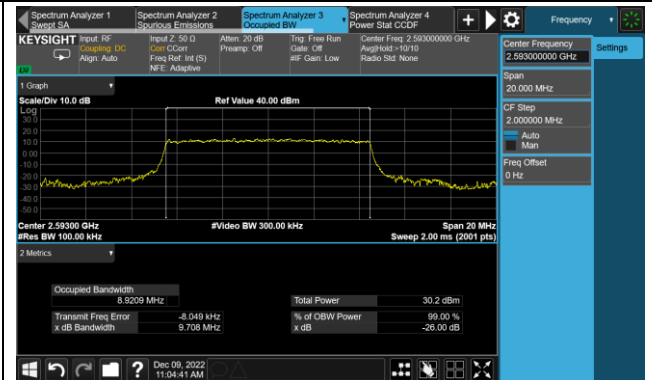 Spectrum Analyzer 1
Swept SA
Spectrum Analyzer 2
Spurious Emissions
Spectrum Analyzer 3
Occupied BW
Spectrum Analyzer 4
Power Stat CCDF
Frequency
KEYSIGHT
Input: RF
Coupling: DC
Align: Auto
Input Z: 50 Ω
Corr CCorr
Freq Ref: Int (S)
NFE: Adaptive
Atten: 20 dB
Preamp: Off
Trig: Free Run
Gate: Off
#IF Gain: Low
Center Freq: 2.593000000 GHz
Avg|Hold:>10/10
Radio Std: None
Center Frequency
2.593000000 GHz
Settings
Span
20.000 MHz
CF Step
2.000000 MHz
Auto
Man
Freq Offset
0 Hz
1 Graph
Scale/Div 10.0 dB
Ref Value 40.00 dBm
Log
30.0
20.0
10.0
0.00
-10.0
-20.0
-30.0
-40.0
-50.0
Center 2.59300 GHz
#Video BW 300.00 kHz
Span 20 MHz
#Res BW 100.00 kHz
Sweep 2.00 ms (2001 pts)
2 Metrics
Occupied Bandwidth
8.9209 MHz
Total Power
30.2 dBm
Transmit Freq Error
-8.049 kHz
% of OBW Power
99.00 %
x dB Bandwidth
9.708 MHz
x dB
-26.00 dB
Dec 09, 2022
11:04:41 AM